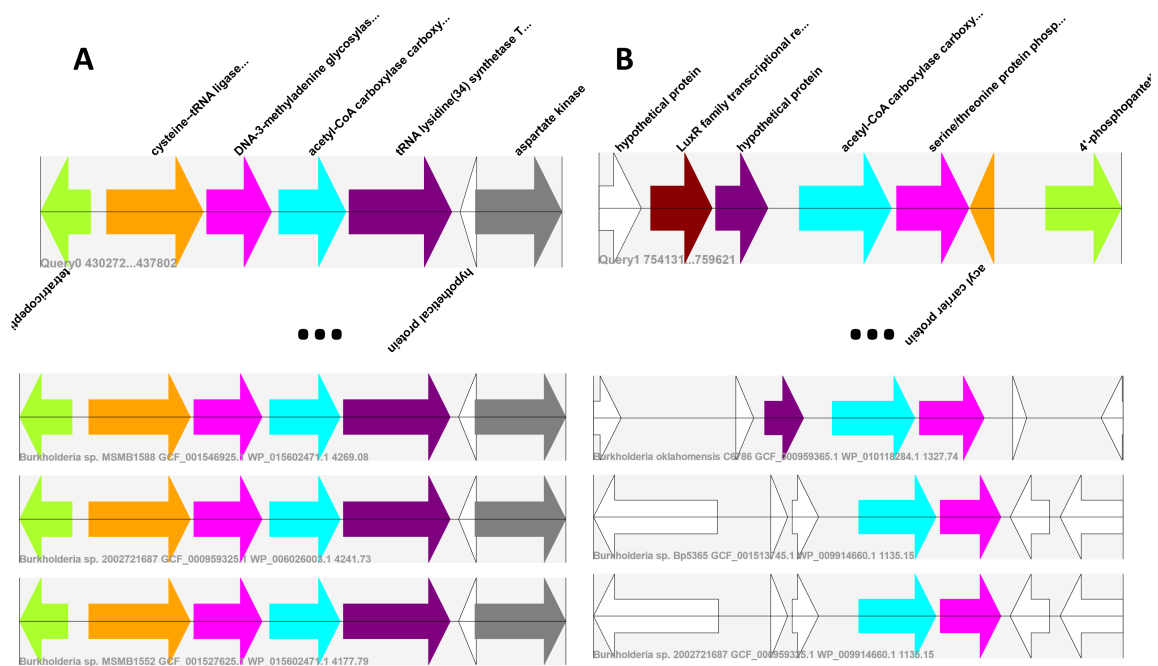 A
cysteine--tRNA ligase...
DNA-3-methyladenine glycosylas...
acetyl-CoA carboxylase carboxy...
tRNA lysidine(34) synthetase T...
aspartate kinase
Query0 430272...437802
tetratricopepti
hypothetical protein
Burkholderia sp. MSMB1588 GCF_001546925.1 WP_015602471.1 4269.08
Burkholderia sp. 2002721687 GCF_000959325.1 WP_006026003.1 4241.73
Burkholderia sp. MSMB1552 GCF_001527625.1 WP_015602471.1 4177.79
B
hypothetical protein
LuxR family transcriptional re...
hypothetical protein
acetyl-CoA carboxylase carboxy...
serine/threonine protein phosp...
4'-phosphopantet
Query1 754131...759621
acyl carrier protein
Burkholderia oklahomensis C6786 GCF_000959365.1 WP_010118284.1 1327.74
Burkholderia sp. Bp5365 GCF_001513745.1 WP_009914660.1 1135.15
Burkholderia sp. 2002721687 GCF_000959325.1 WP_009914660.1 1135.15